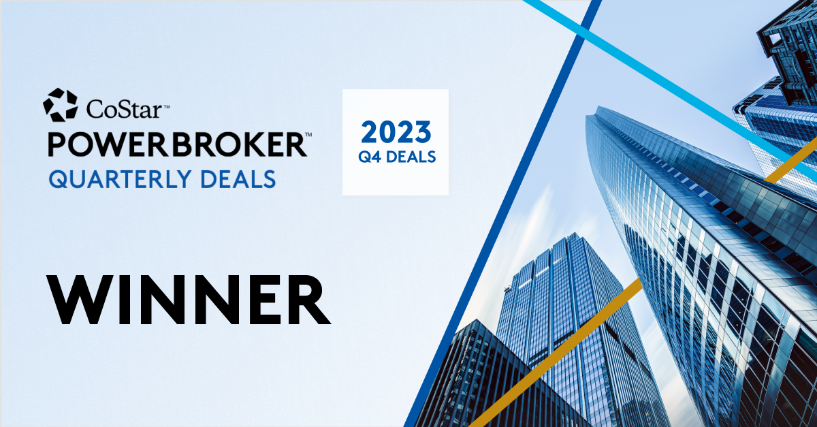 CoStar™
POWERBROKER™
QUARTERLY DEALS
2023
Q4 DEALS
WINNER